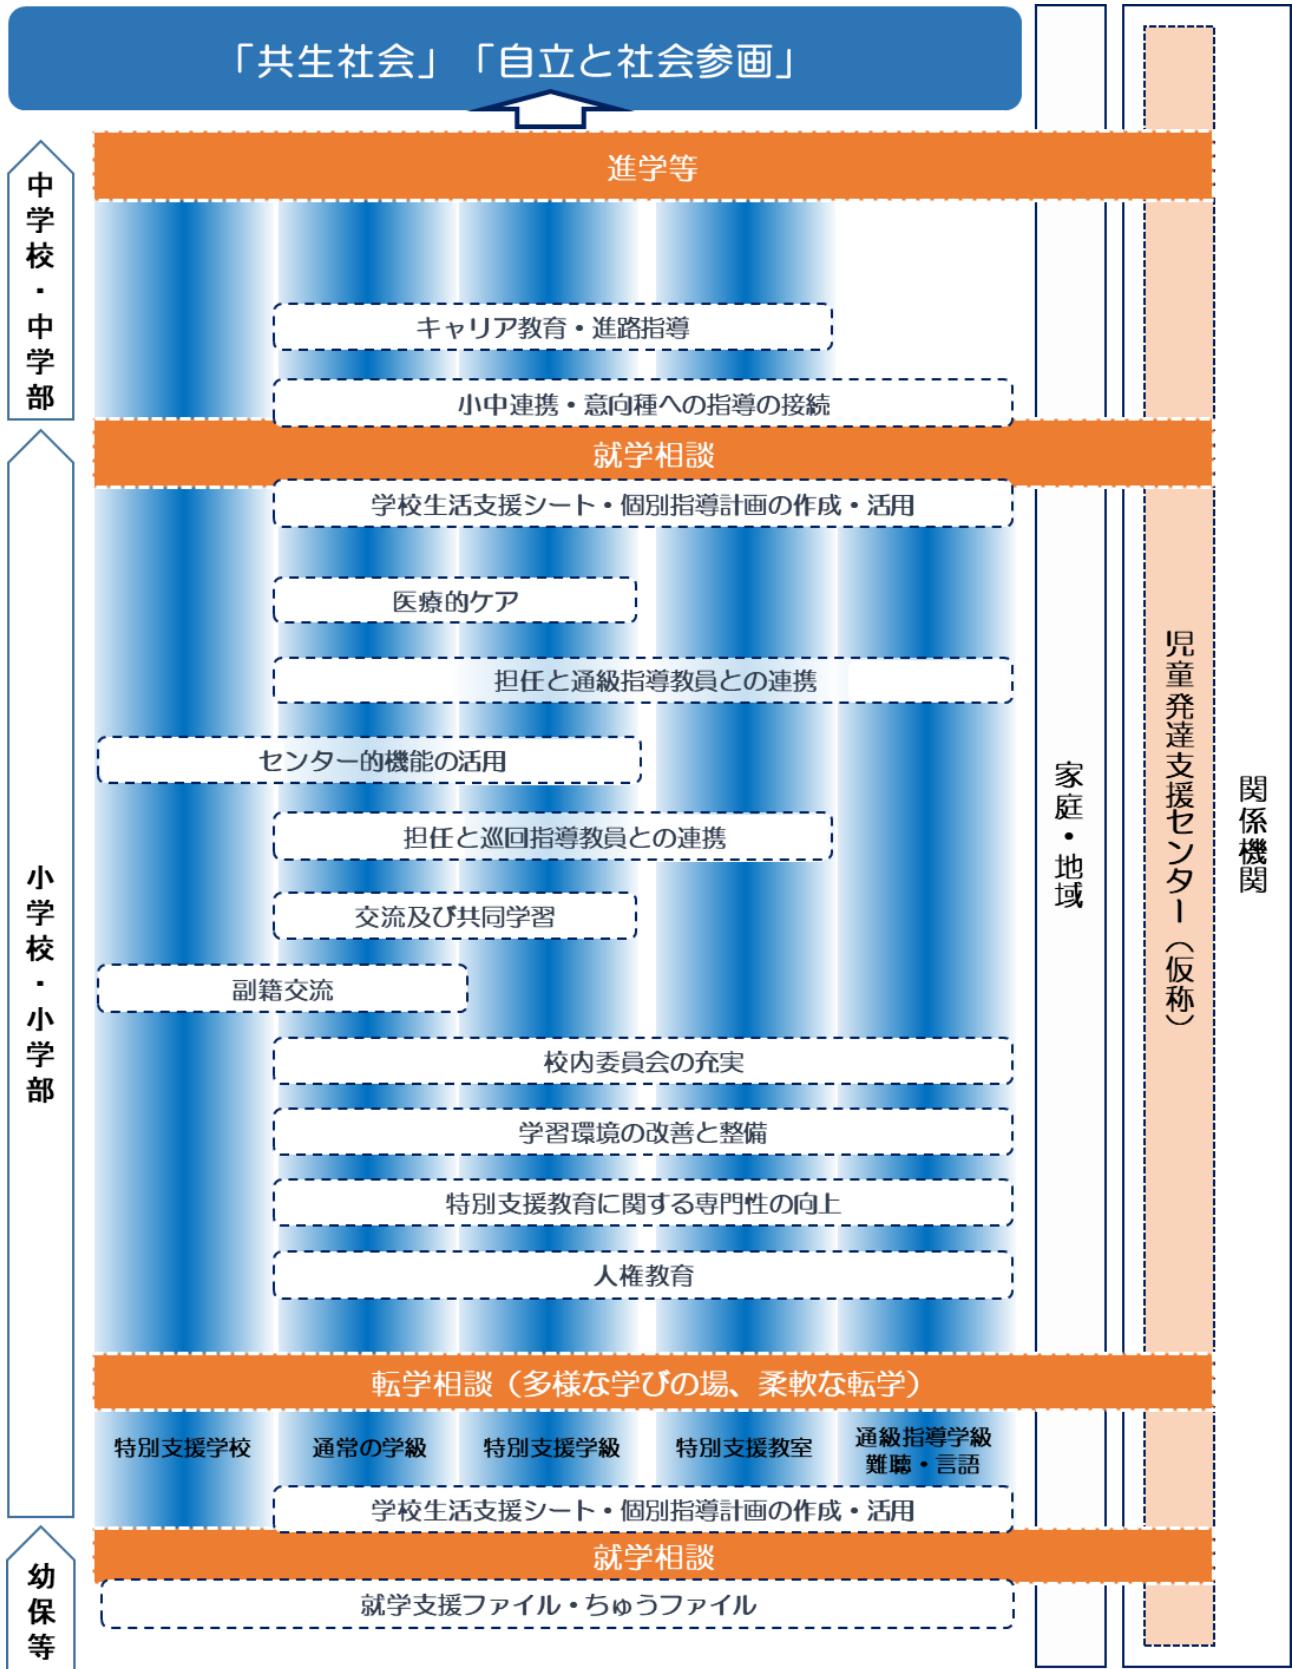 「共生社会」「自立と社会参画」
進学等
中学校・中学部
キャリア教育・進路指導
小中連携・意向種への指導の接続
就学相談
学校生活支援シート・個別指導計画の作成・活用
医療的ケア
担任と通級指導教員との連携
センター的機能の活用
担任と巡回指導教員との連携
交流及び共同学習
副籍交流
校内委員会の充実
学習環境の改善と整備
特別支援教育に関する専門性の向上
人権教育
小学校・小学部
転学相談（多様な学びの場、柔軟な転学）
特別支援学校
通常の学級
特別支援学級
特別支援教室
通級指導学級
難聴・言語
学校生活支援シート・個別指導計画の作成・活用
就学相談
就学支援ファイル・ちゅうファイル
幼保等
家庭・地域
児童発達支援センター（仮称）
関係機関